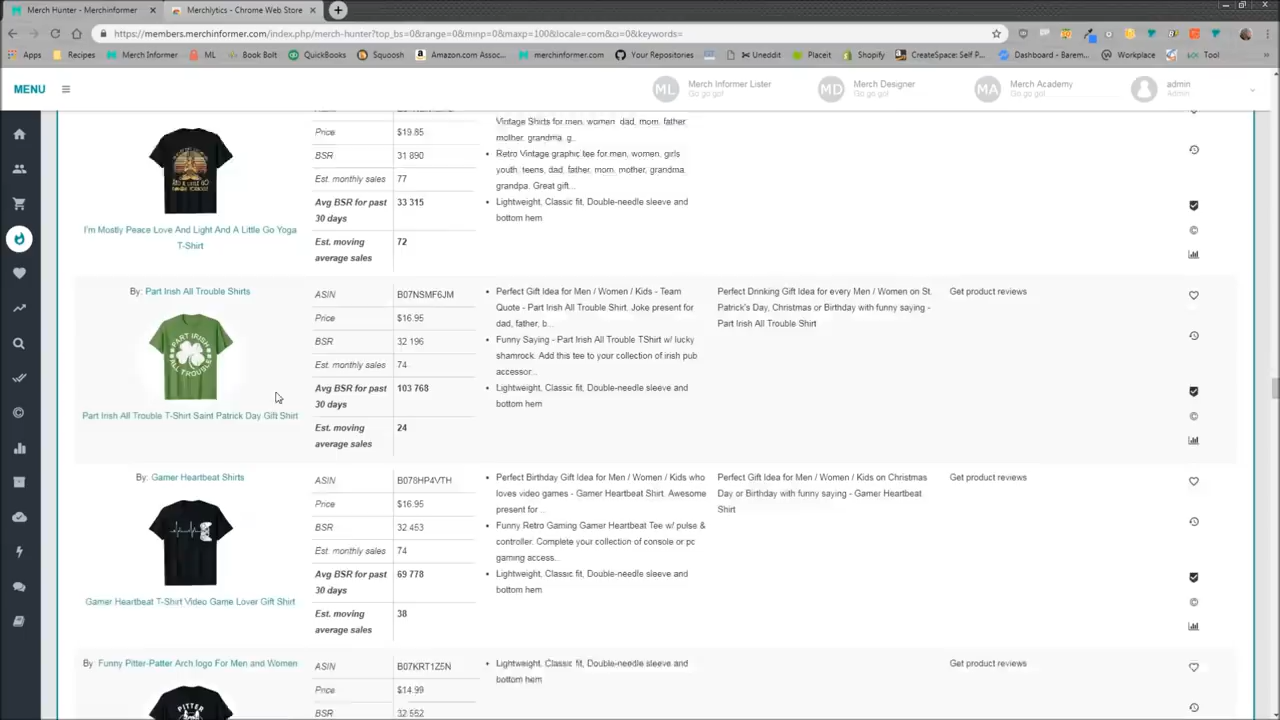 Merch Hunter - Merchinformer
Merchlytics - Chrome Web Store
https://members.merchinformer.com/index.php/merch-hunter?top_bs=0&range=0&minp=0&maxp=100&locale=com&ci=0&keywords=
Apps Recipes Merch Informer ML Book Bolt QuickBooks Squoosh Amazon.com Assoc... merchinformer.com Your Repositories Uneddit Placeit Shopify CreateSpace: Self P... Dashboard – Barem... Workplace Tool
MENU
ML Merch Informer Lister
Go go go!
MD Merch Designer
Go go go!
MA Merch Academy
Go go go!
admin
Admin
I'm Mostly Peace Love And Light And A Little Go Yoga
T-Shirt
Price $19.85
BSR 31 890
Est. monthly sales 77
Avg BSR for past
30 days
33 315
Est. moving
average sales
72
Vintage Shirts for men, women, dad, mom, father
mother, grandma, g...
Retro Vintage graphic tee for men, women, girls
youth, teens, dad, father, mom, mother, grandma,
grandpa. Great gift...
Lightweight, Classic fit, Double-needle sleeve and
bottom hem
By: Part Irish All Trouble Shirts
PART IRISH
ALL TROUBLE
Part Irish All Trouble T-Shirt Saint Patrick Day Gift Shirt
ASIN B07NSMF6JM
Price $16.95
BSR 32 196
Est. monthly sales 74
Avg BSR for past
30 days
103 768
Est. moving
average sales
24
Perfect Gift Idea for Men / Women / Kids - Team
Quote - Part Irish All Trouble Shirt. Joke present for
dad, father, b...
Funny Saying - Part Irish All Trouble TShirt w/ lucky
shamrock. Add this tee to your collection of irish pub
accessor...
Lightweight, Classic fit, Double-needle sleeve and
bottom hem
Perfect Drinking Gift Idea for every Men / Women on St.
Patrick's Day, Christmas or Birthday with funny saying -
Part Irish All Trouble Shirt
Get product reviews
By: Gamer Heartbeat Shirts
Gamer Heartbeat T-Shirt Video Game Lover Gift Shirt
ASIN B078HP4VTH
Price $16.95
BSR 32 453
Est. monthly sales 74
Avg BSR for past
30 days
69 778
Est. moving
average sales
38
Perfect Birthday Gift Idea for Men / Women / Kids who
loves video games - Gamer Heartbeat Shirt. Awesome
present for ...
Funny Retro Gaming Gamer Heartbeat Tee w/ pulse &
controller. Complete your collection of console or pc
gaming access...
Lightweight, Classic fit, Double-needle sleeve and
bottom hem
Perfect Gift Idea for Men / Women / Kids on Christmas
Day or Birthday with funny saying - Gamer Heartbeat
Shirt
Get product reviews
By: Funny Pitter-Patter Arch logo For Men and Women
PITTER
ASIN B07KRT1Z5N
Price $14.99
BSR 32 552
Lightweight, Classic fit, Double-needle sleeve and
bottom hem
Get product reviews